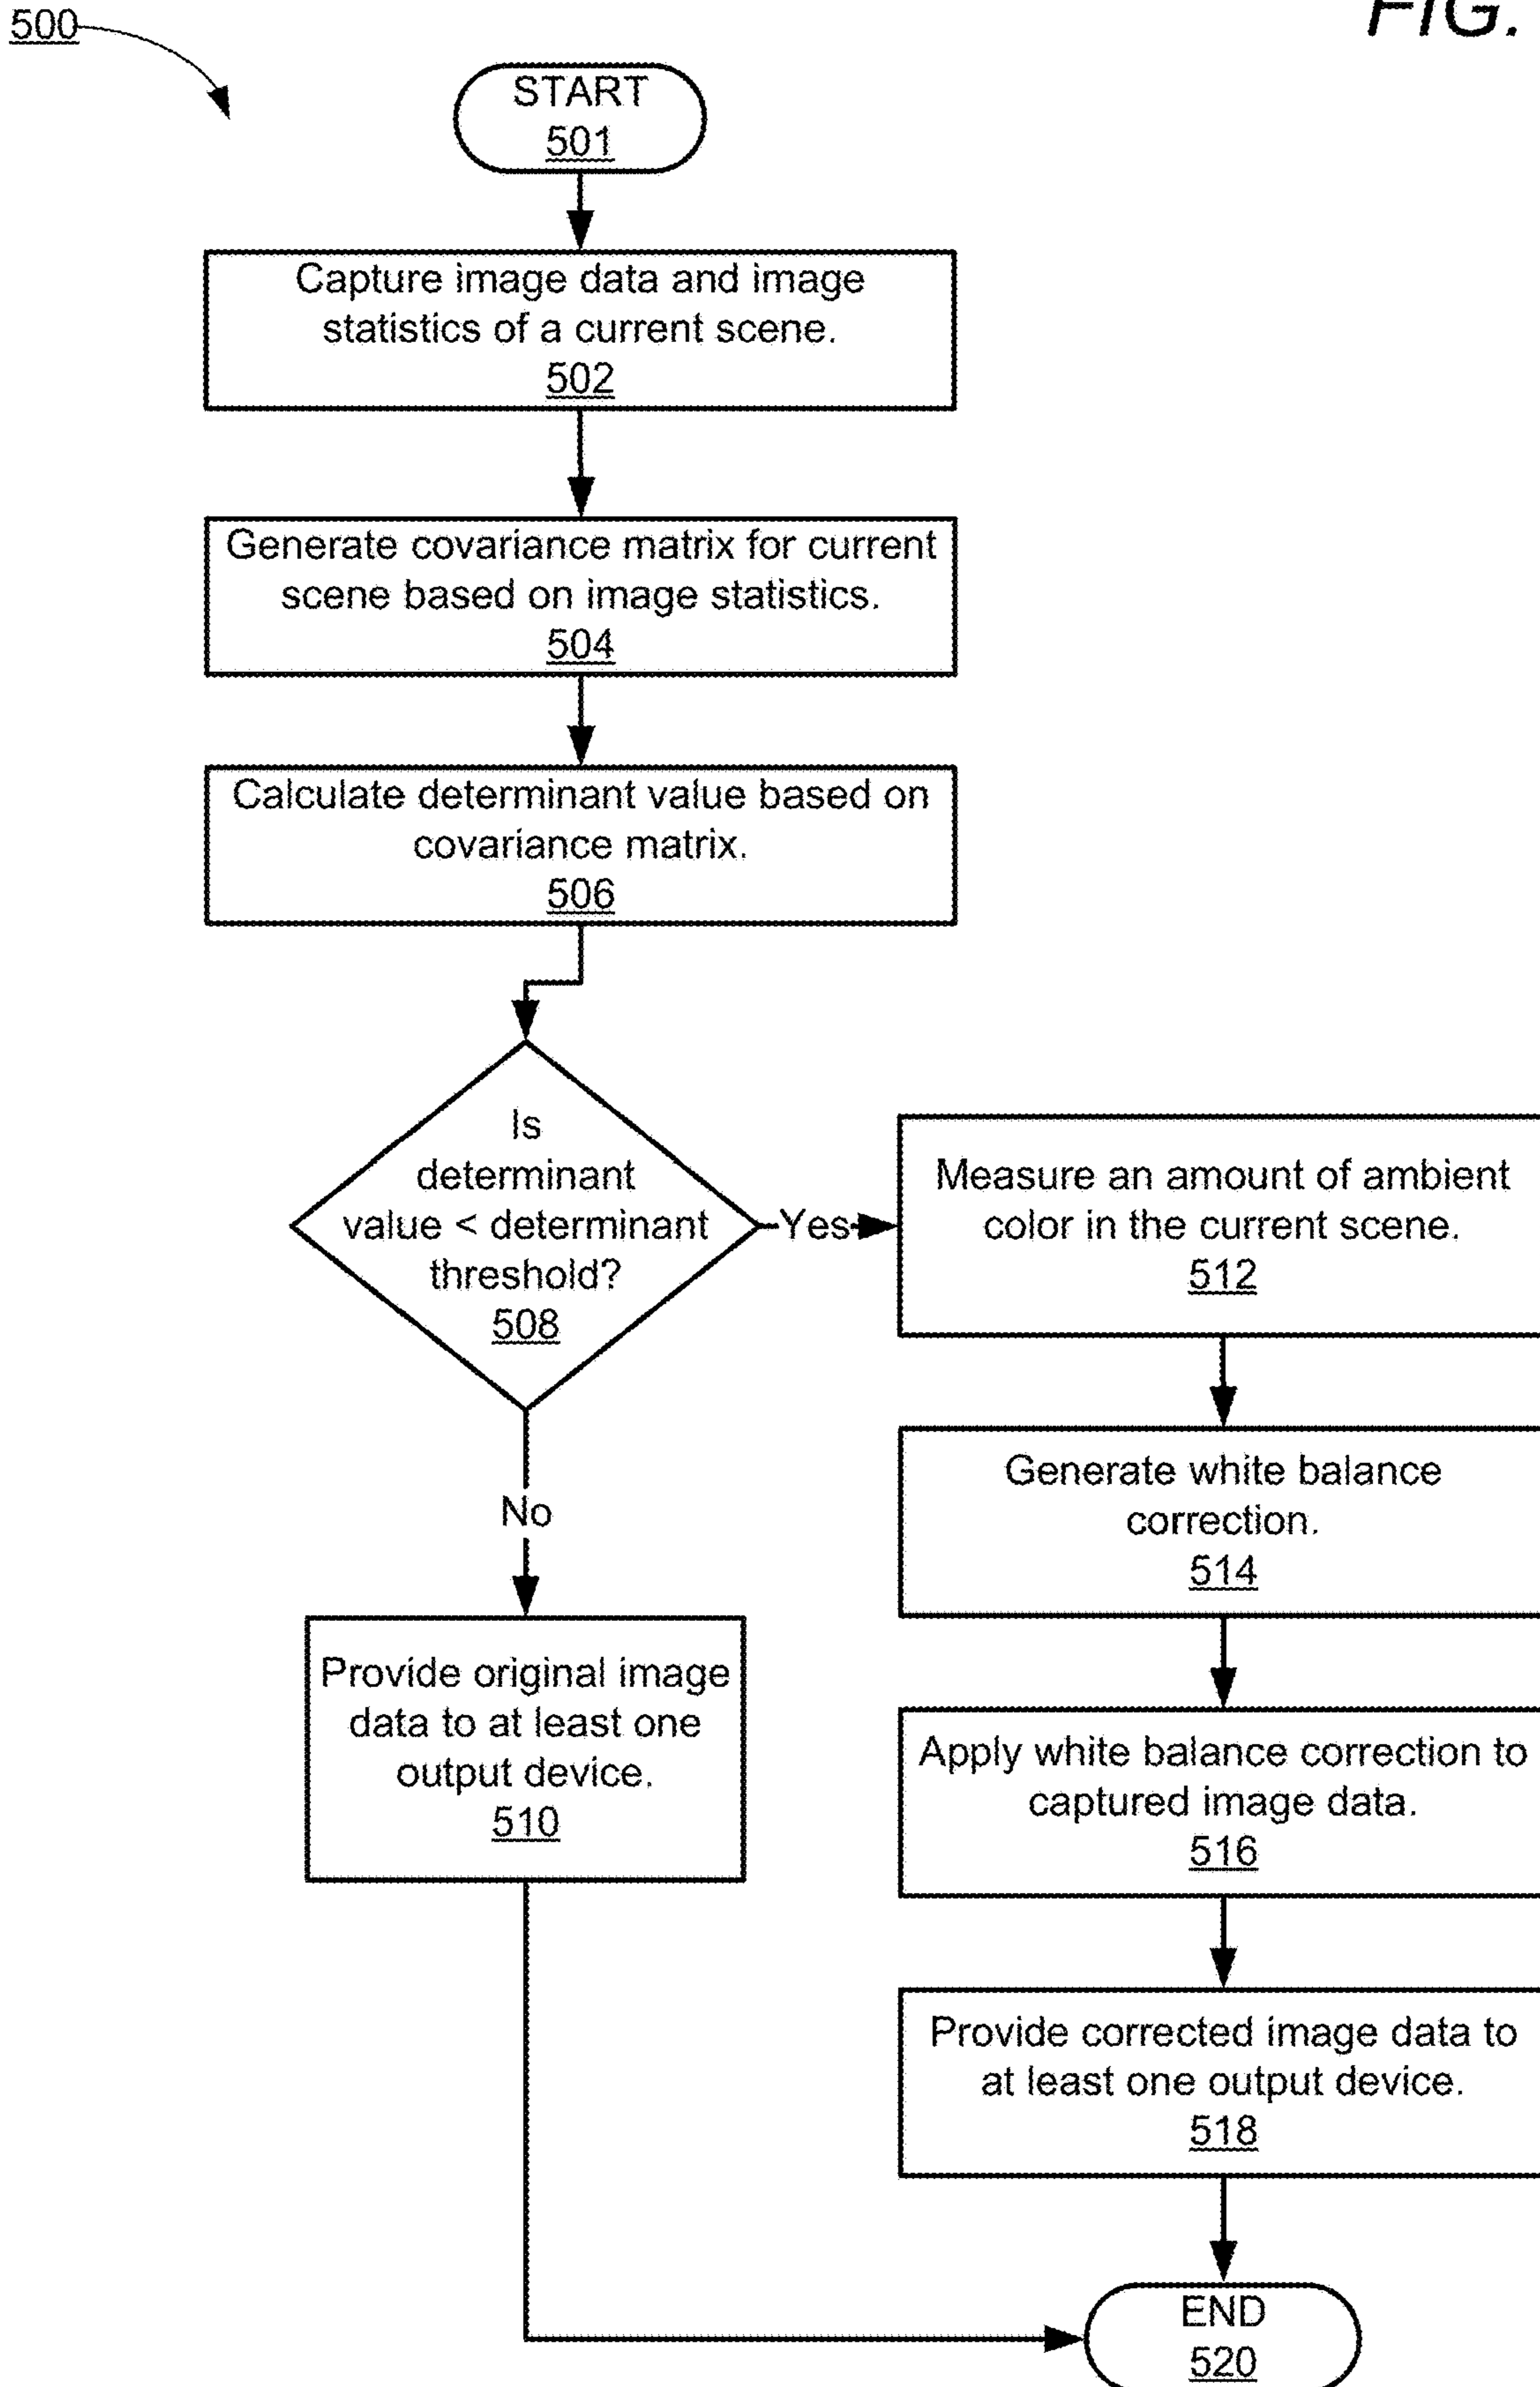 500
FIG.
START
501
Capture image data and image
statistics of a current scene.
502
Generate covariance matrix for current
scene based on image statistics.
504
Calculate determinant value based on
covariance matrix.
506
Is
determinant
value < determinant
threshold?
508
Yes
Measure an amount of ambient
color in the current scene.
512
Generate white balance
correction.
514
No
Provide original image
data to at least one
output device.
510
Apply white balance correction to
captured image data.
516
Provide corrected image data to
at least one output device.
518
END
520